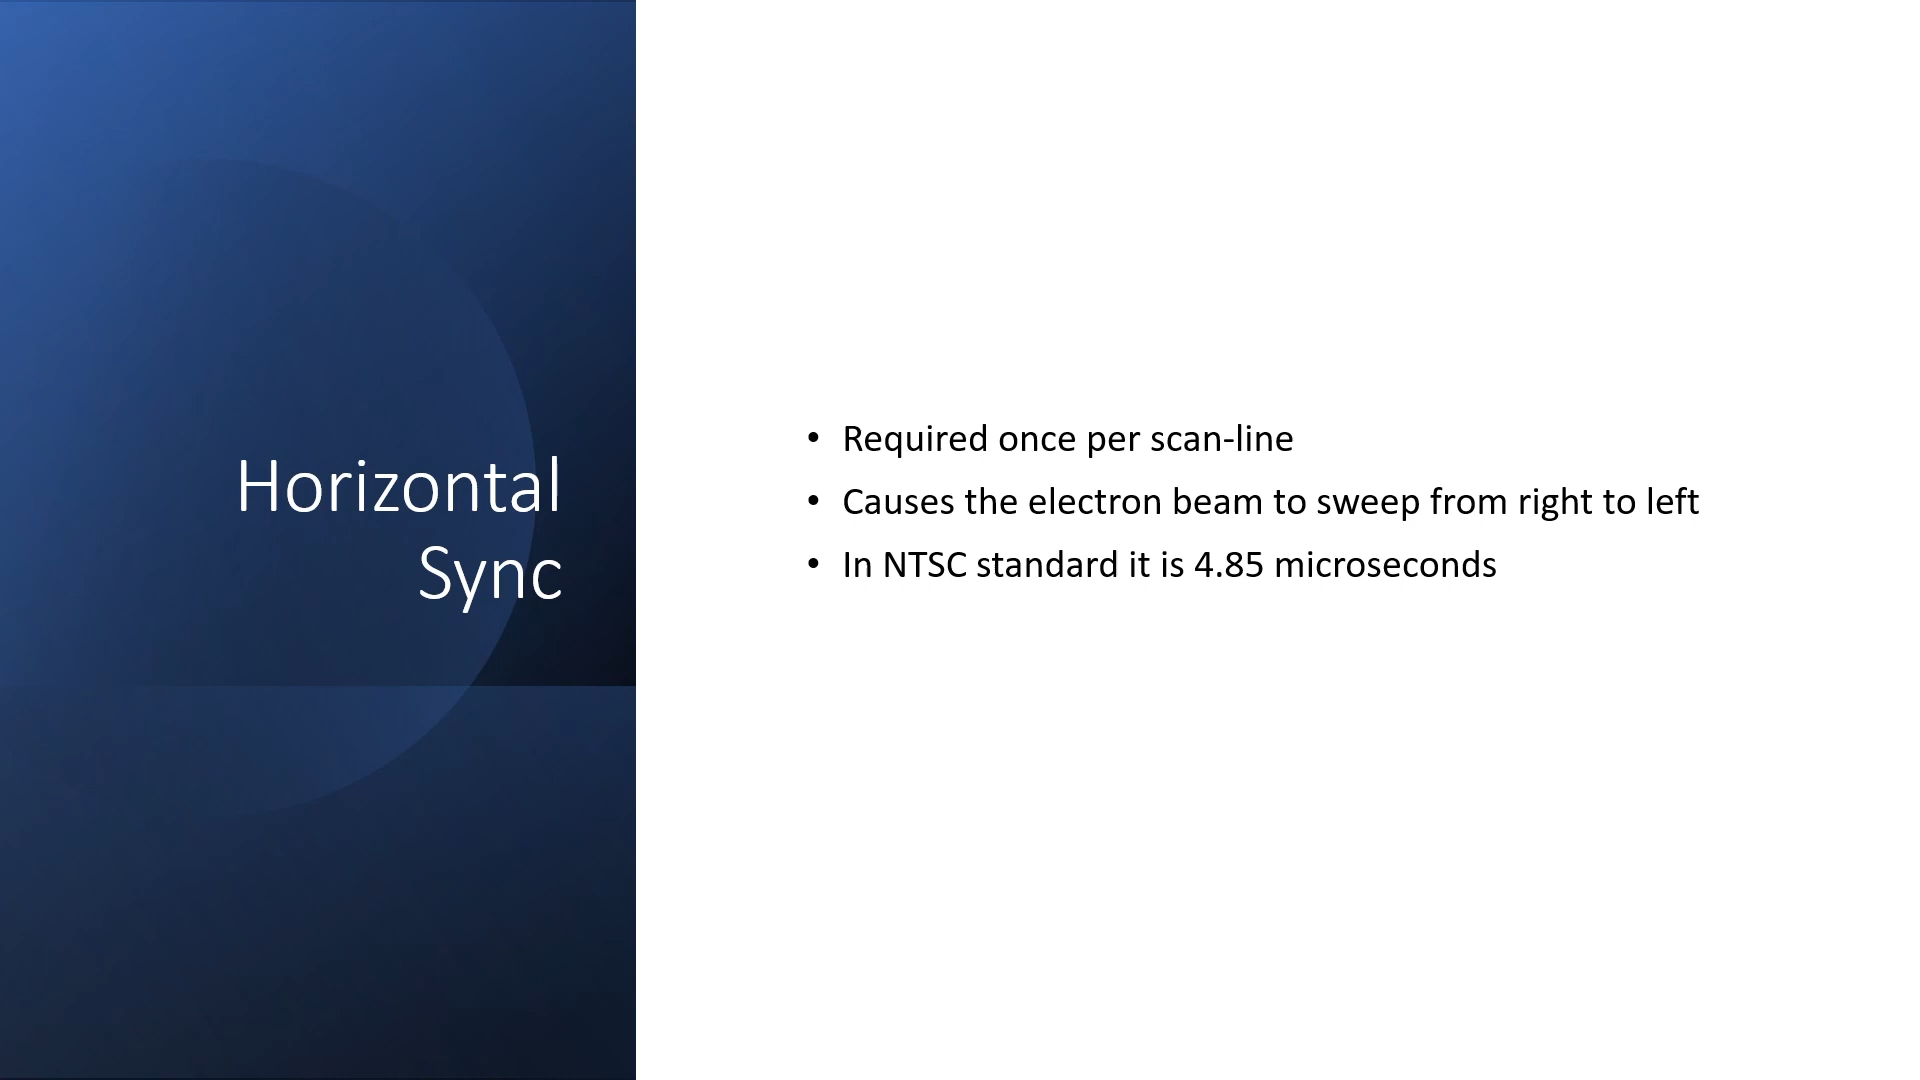 Horizontal
Sync
• Required once per scan-line
• Causes the electron beam to sweep from right to left
• In NTSC standard it is 4.85 microseconds